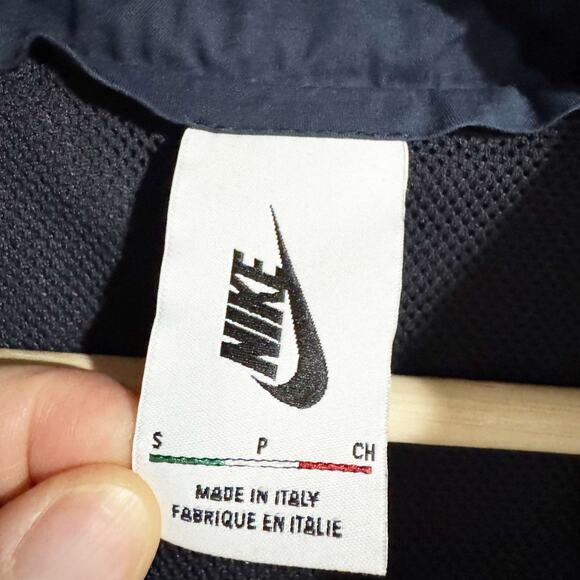 NIKE
S P CH
MADE IN ITALY
FABRIQUE EN ITALIE